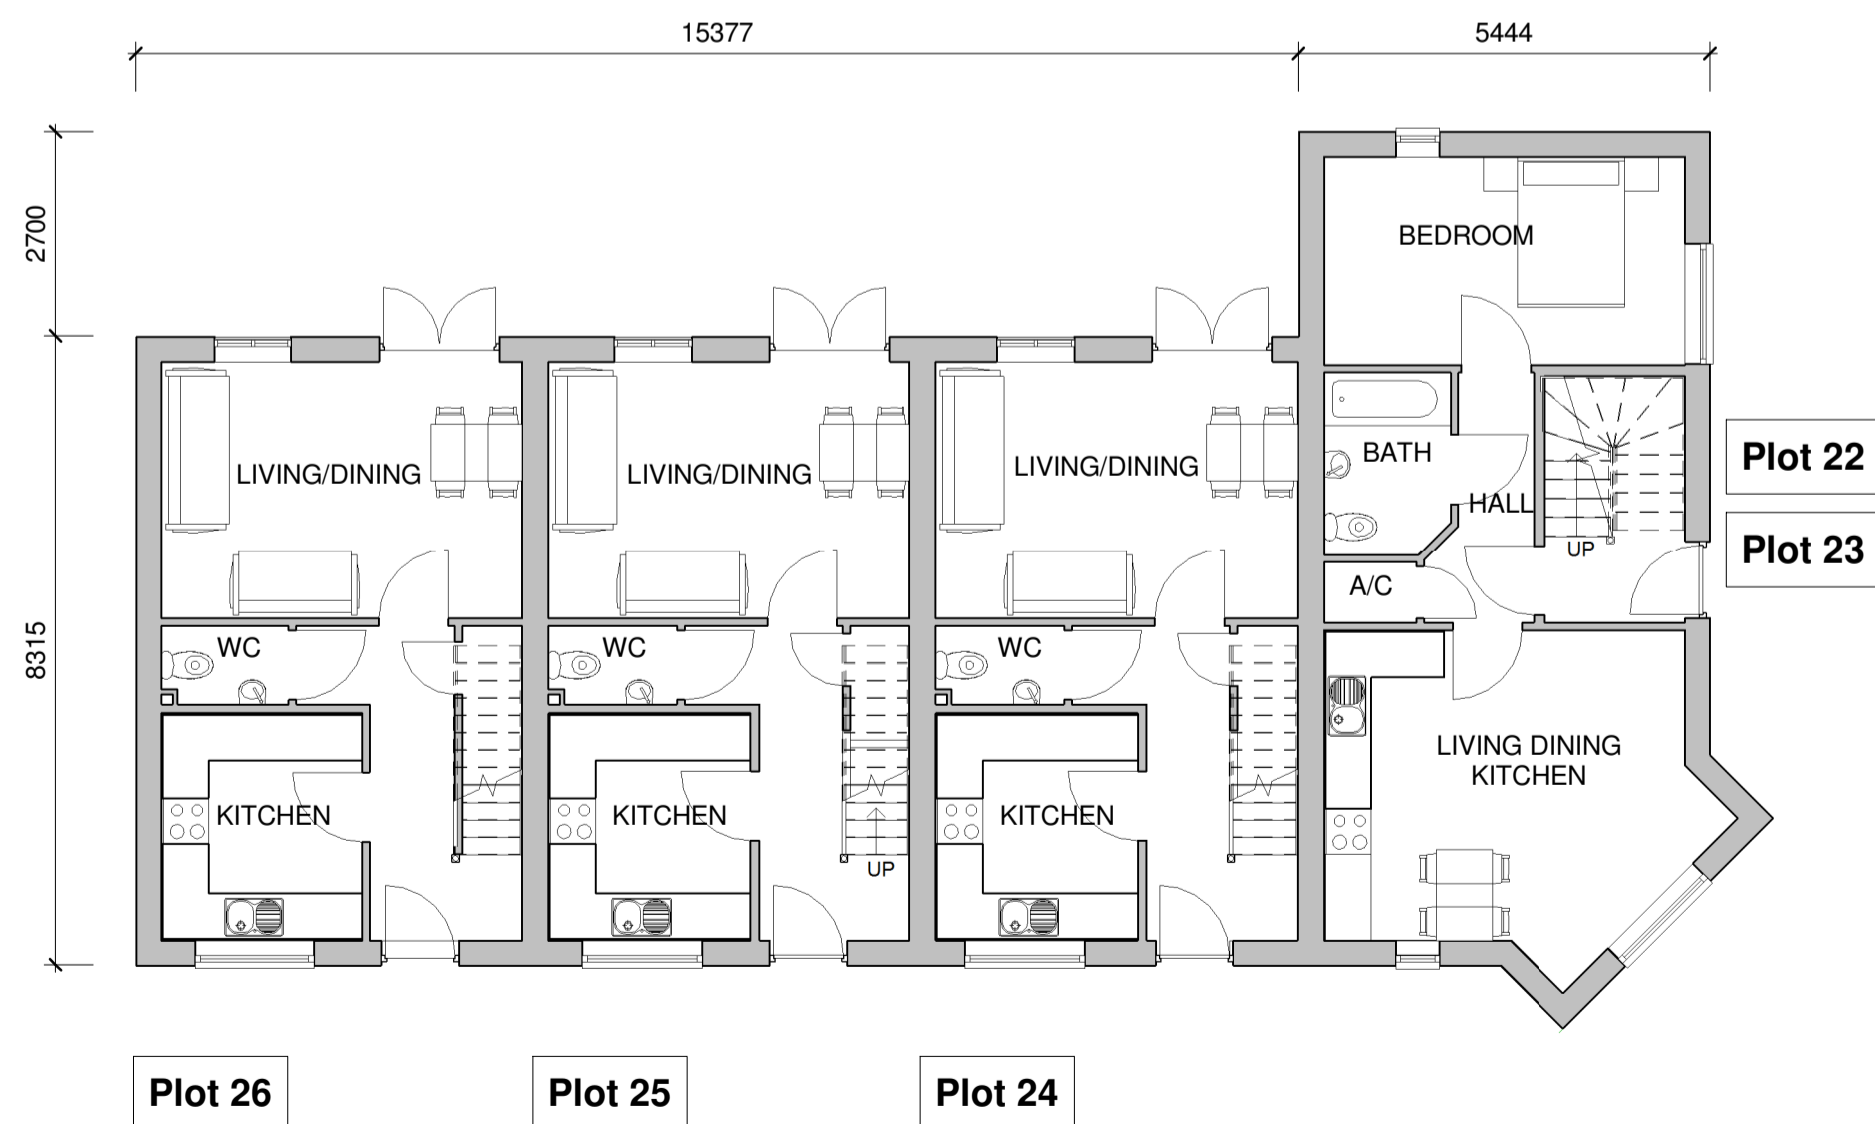 15377
5444
2700
8315
BEDROOM
LIVING/DINING
LIVING/DINING
LIVING/DINING
BATH
HALL
UP
A/C
Plot 22
Plot 23
WC
WC
WC
LIVING DINING
KITCHEN
KITCHEN
KITCHEN
KITCHEN
UP
Plot 26
Plot 25
Plot 24